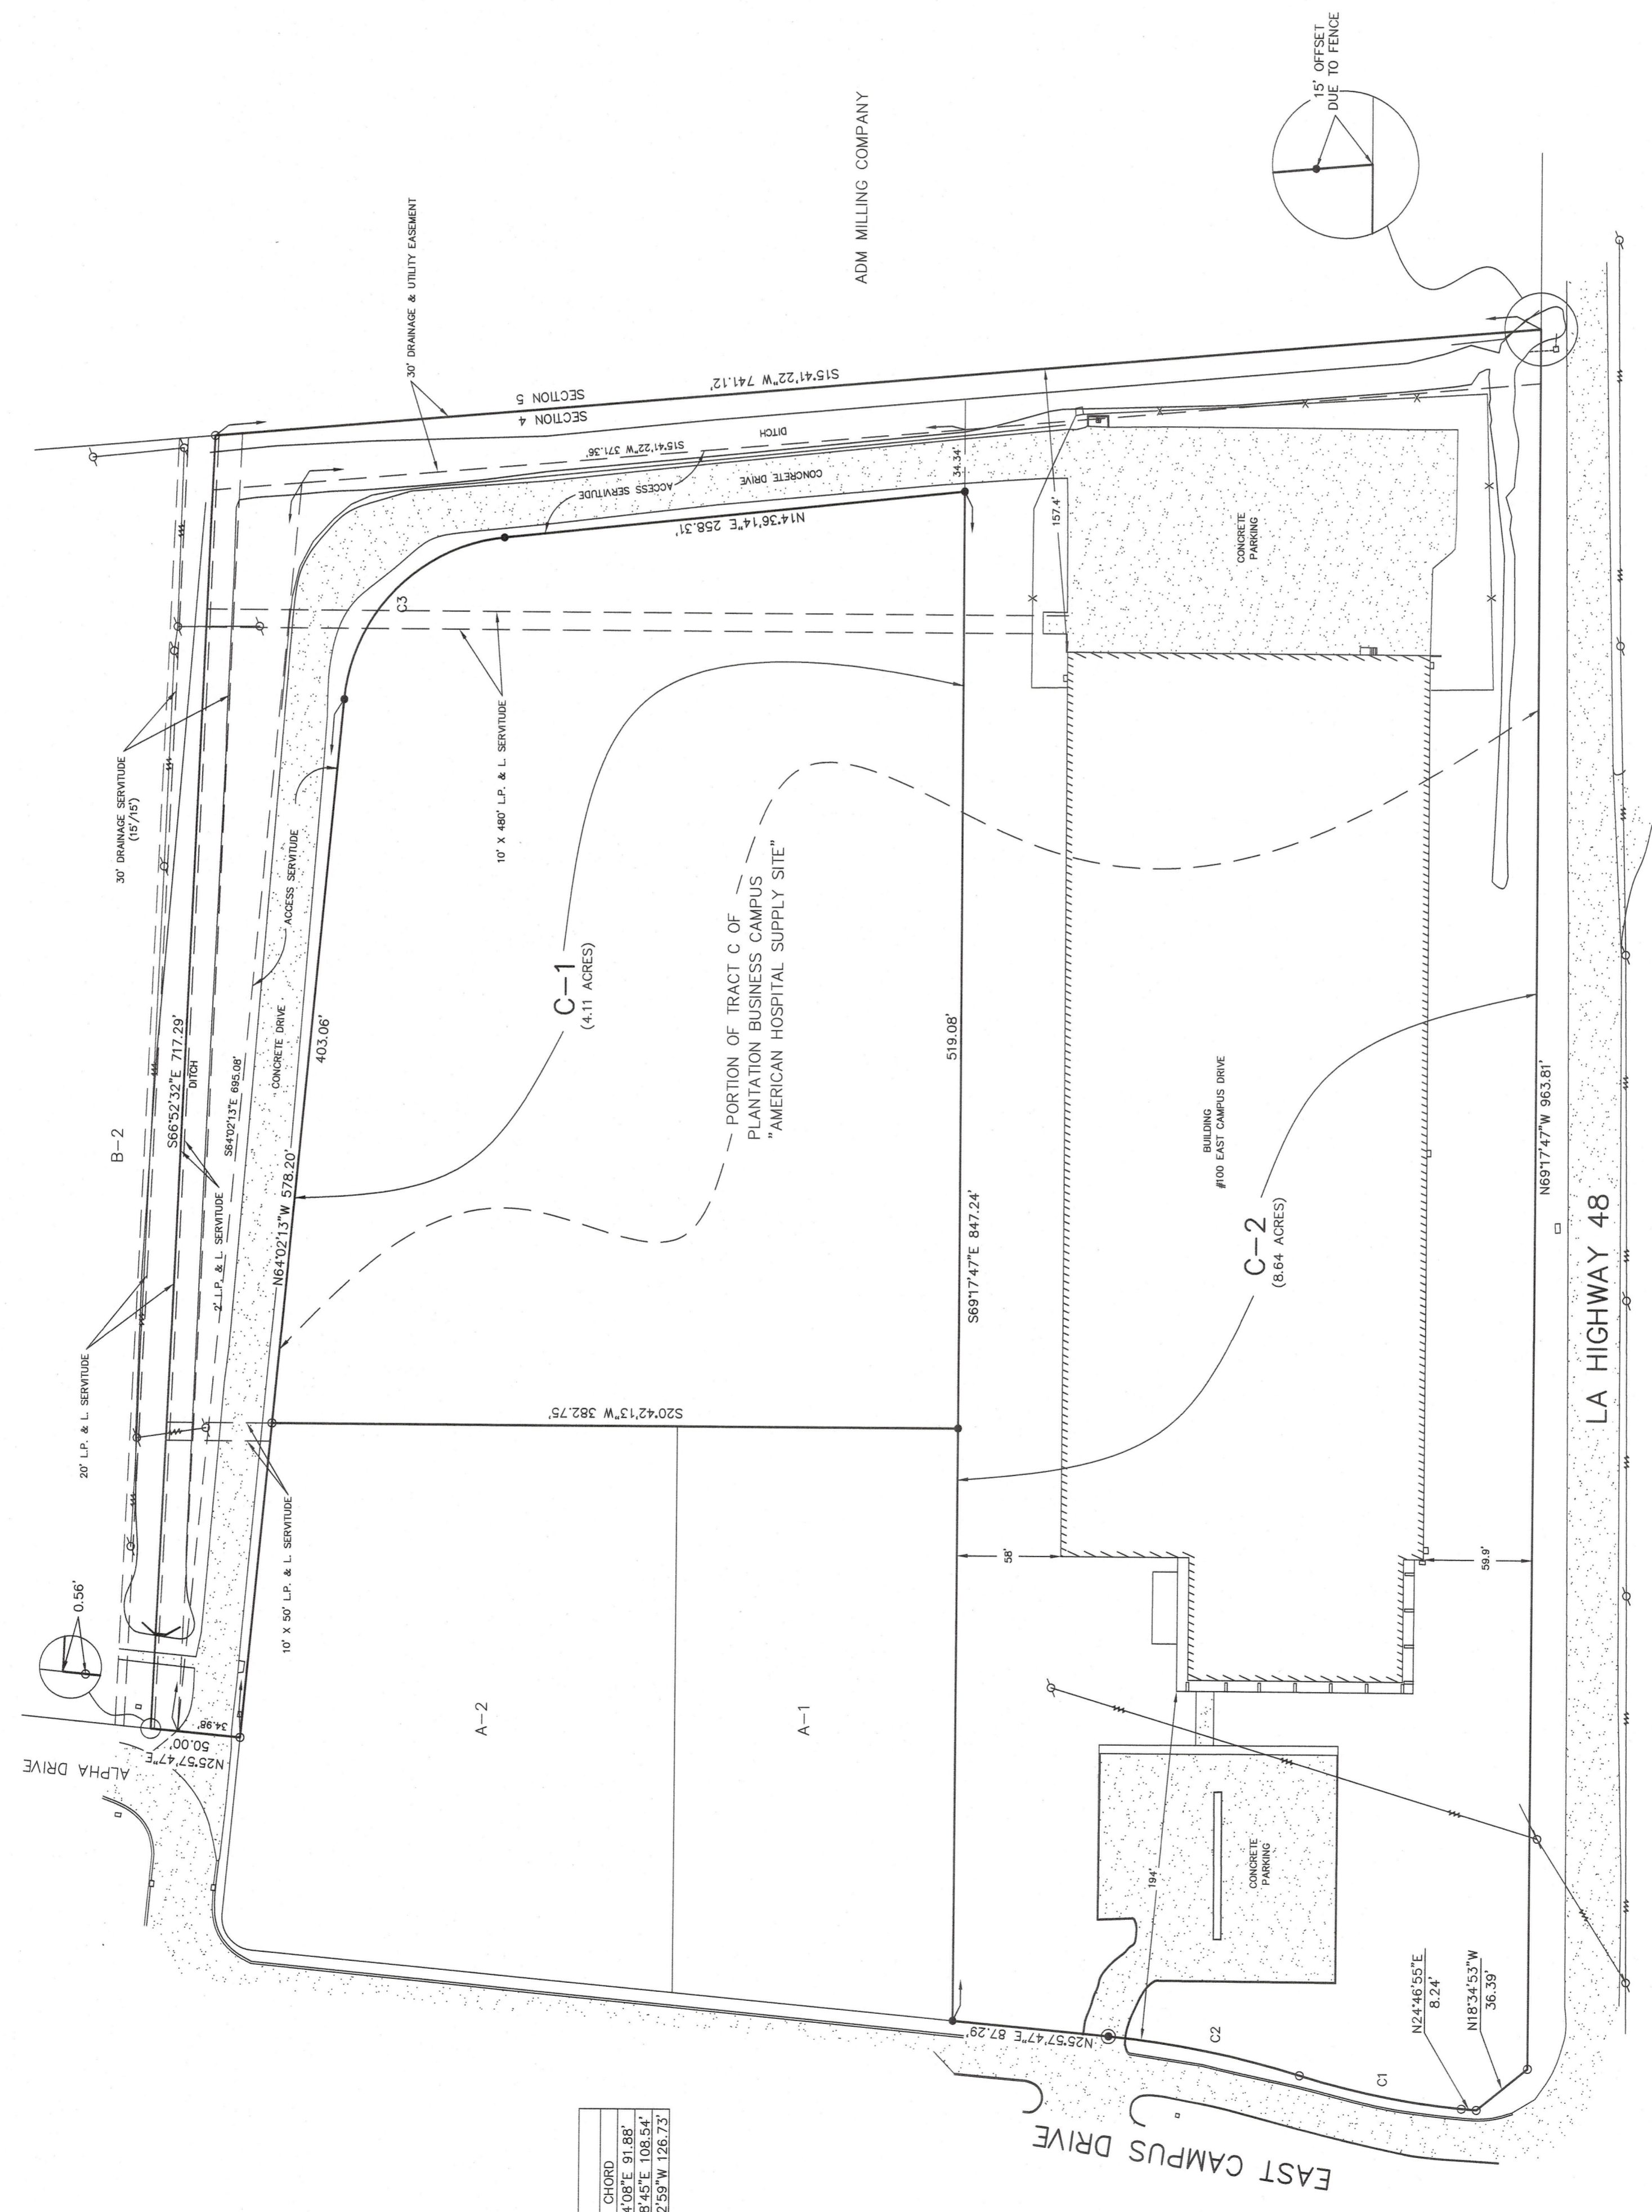 15' OFFSET
DUE TO FENCE
ADM MILLING COMPANY
30' DRAINAGE & UTILITY EASEMENT
SECTION 5
SECTION 4
S15°41'22"W 741.12'
S15°41'22"W 371.36'
DITCH
ACCESS SERVITUDE
CONCRETE DRIVE
N14°36'14"E 258.31'
34.34'
157.4'
CONCRETE
PARKING
C3
30' DRAINAGE SERVITUDE
(15'/15')
10' X 480' L.P. & L. SERVITUDE
ACCESS SERVITUDE
CONCRETE DRIVE
403.06'
B-2
S66°52'32"E 717.29'
DITCH
S64°02'13"E 695.08'
2' L.P. & L. SERVITUDE
N64°02'13"W 578.20'
C-1
(4.11 ACRES)
PORTION OF TRACT C OF
PLANTATION BUSINESS CAMPUS
"AMERICAN HOSPITAL SUPPLY SITE"
519.08'
S69°17'47"E 847.24'
BUILDING
#100 EAST CAMPUS DRIVE
C-2
(8.64 ACRES)
N69°17'47"W 963.81'
LA HIGHWAY 48
20' L.P. & L. SERVITUDE
S20°42'13"W 382.75'
10' X 50' L.P. & L. SERVITUDE
58'
59.9'
0.56'
34.98'
50.00'
N25°57'47"E
ALPHA DRIVE
A-2
A-1
194'
CONCRETE
PARKING
N25°57'47"E 87.29'
C2
C1
N24°46'55"E
8.24'
N18°34'53"W
36.39'
EAST CAMPUS DRIVE
CHORD
4'08"E 91.88'
8'45"E 108.54'
2'59"W 126.73'